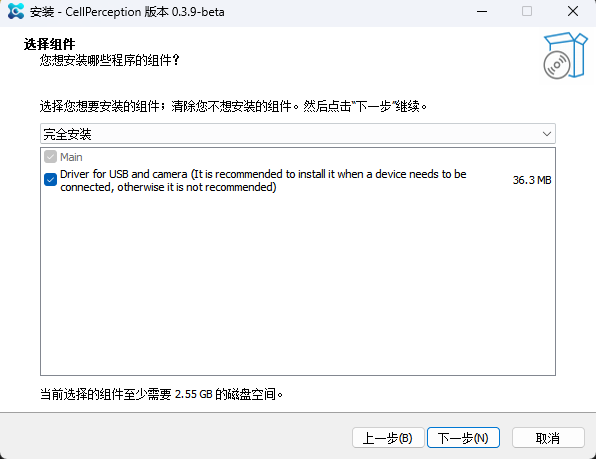 安装 - CellPerception 版本 0.3.9-beta
选择组件
您想安装哪些程序的组件?
选择您想要安装的组件；清除您不想安装的组件。然后点击“下一步”继续。
完全安装
Main
Driver for USB and camera (It is recommended to install it when a device needs to be
connected, otherwise it is not recommended)
36.3 MB
当前选择的组件至少需要 2.55 GB 的磁盘空间。
上一步(B)
下一步(N)
取消